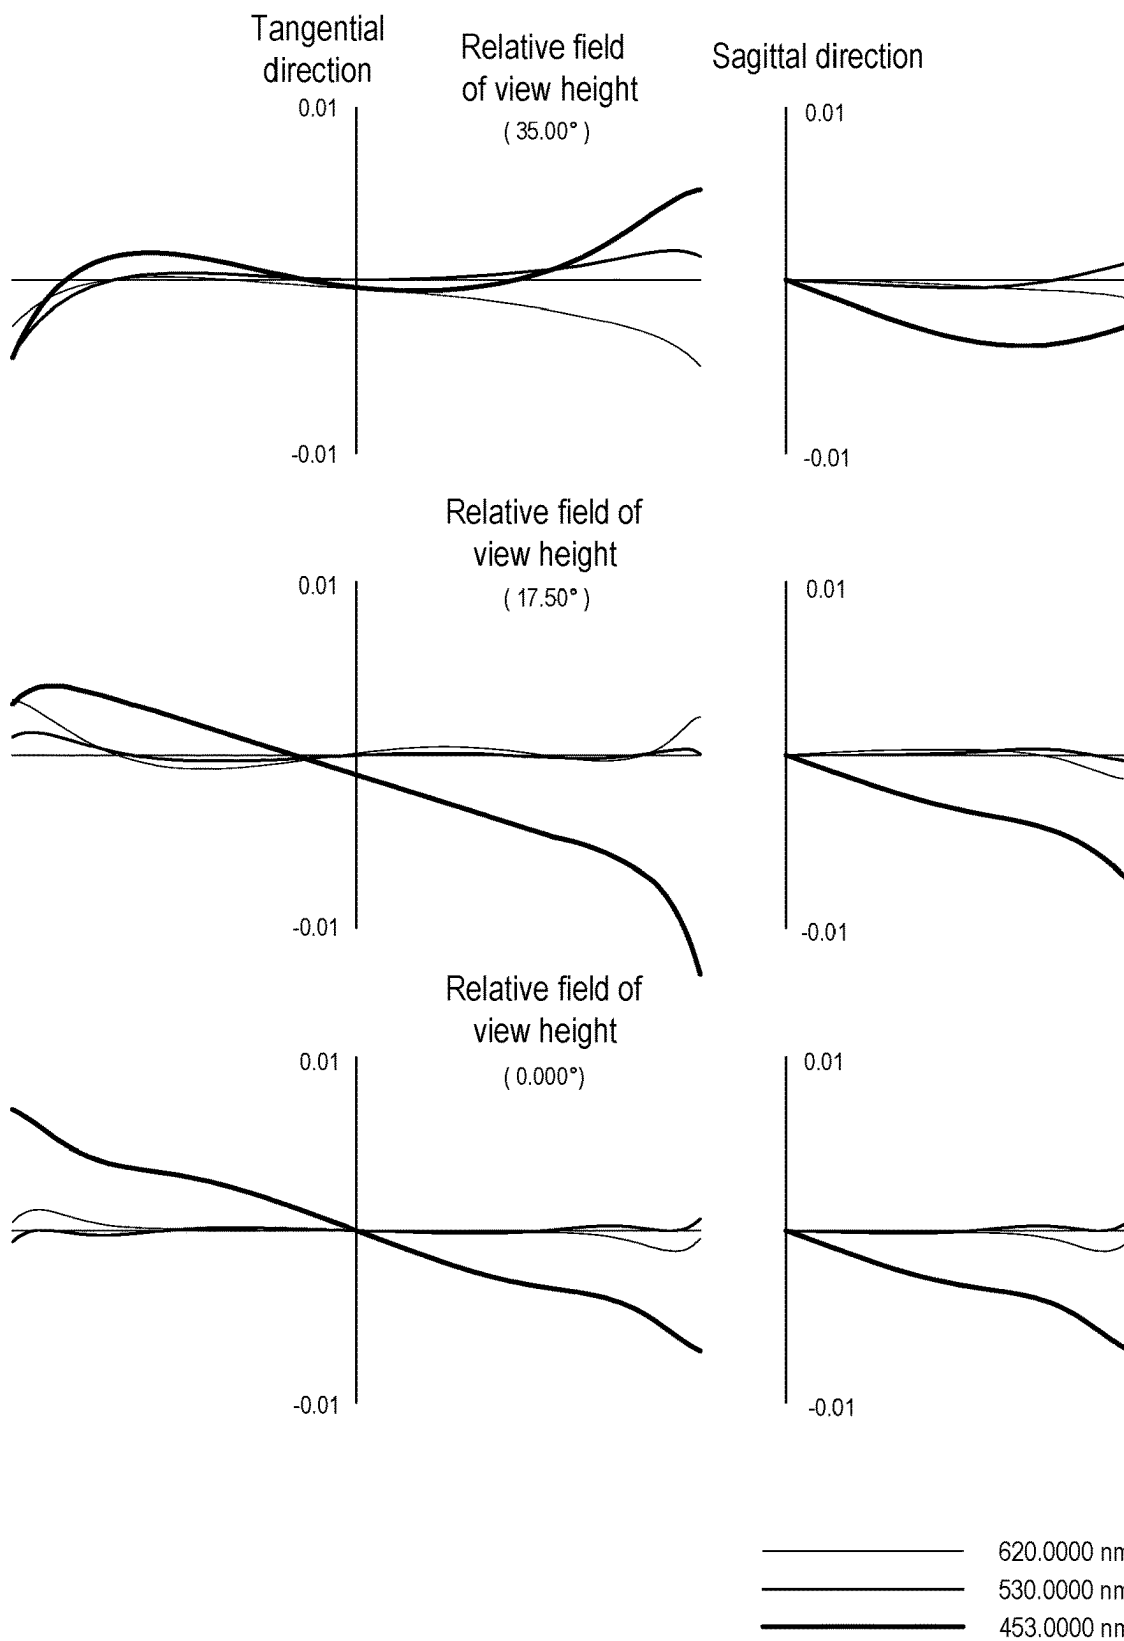 Tangential
direction
Relative field
of view height
( 35.00° )
Sagittal direction
0.01
0.01
-0.01
-0.01
Relative field of
view height
( 17.50° )
0.01
0.01
-0.01
-0.01
Relative field of
view height
( 0.000°)
0.01
0.01
-0.01
-0.01
620.0000 nm
530.0000 nm
453.0000 nm